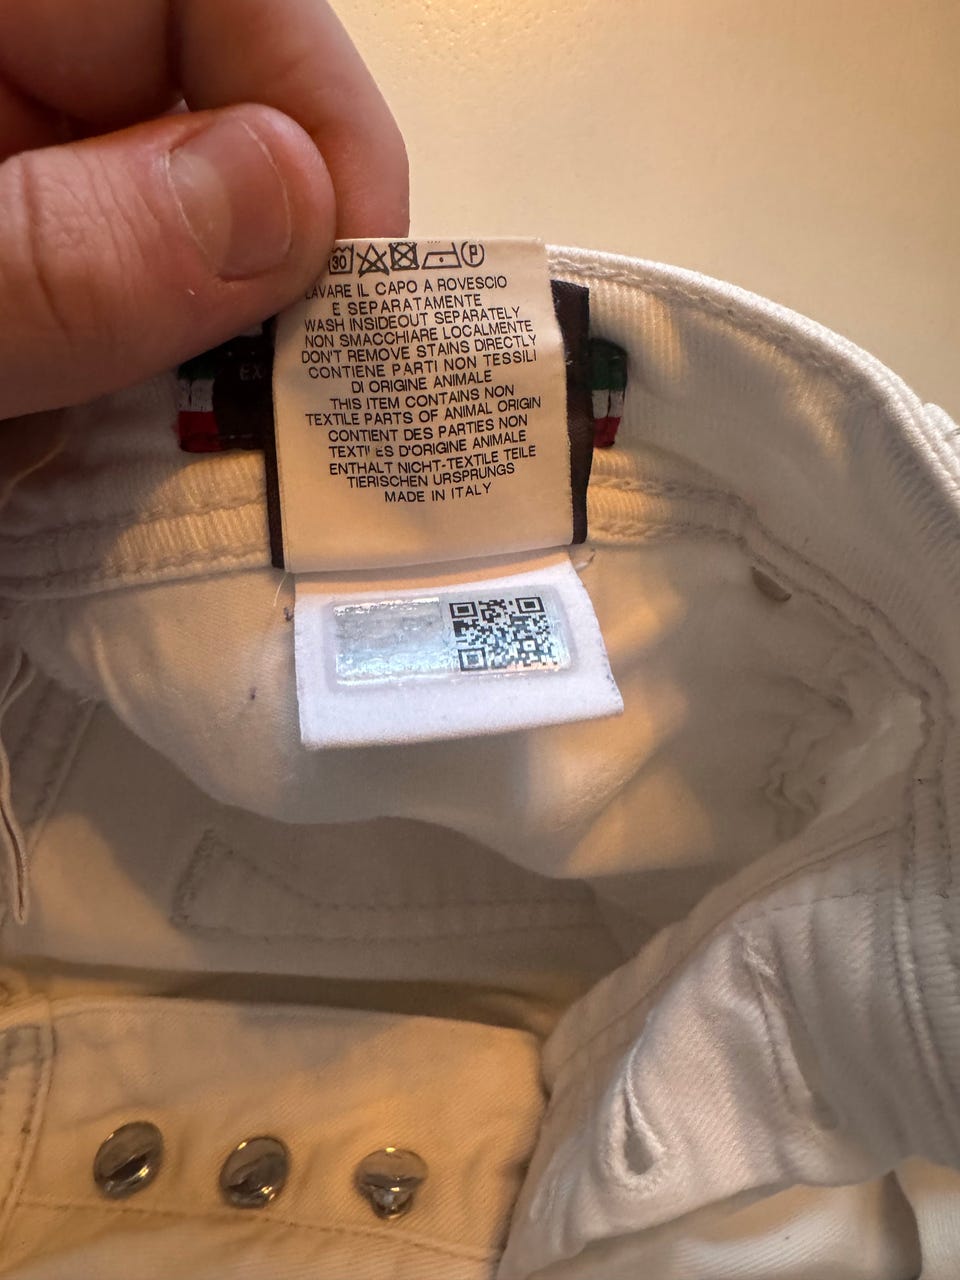 30
P
LAVARE IL CAPO A ROVESCIO
E SEPARATAMENTE
WASH INSIDEOUT SEPARATELY
NON SMACCHIARE LOCALMENTE
DON'T REMOVE STAINS DIRECTLY
CONTIENE PARTI NON TESSILI
DI ORIGINE ANIMALE
THIS ITEM CONTAINS NON
TEXTILE PARTS OF ANIMAL ORIGIN
CONTIENT DES PARTIES NON
TEXTILES D'ORIGINE ANIMALE
ENTHALT NICHT-TEXTILE TEILE
TIERISCHEN URSPRUNGS
MADE IN ITALY